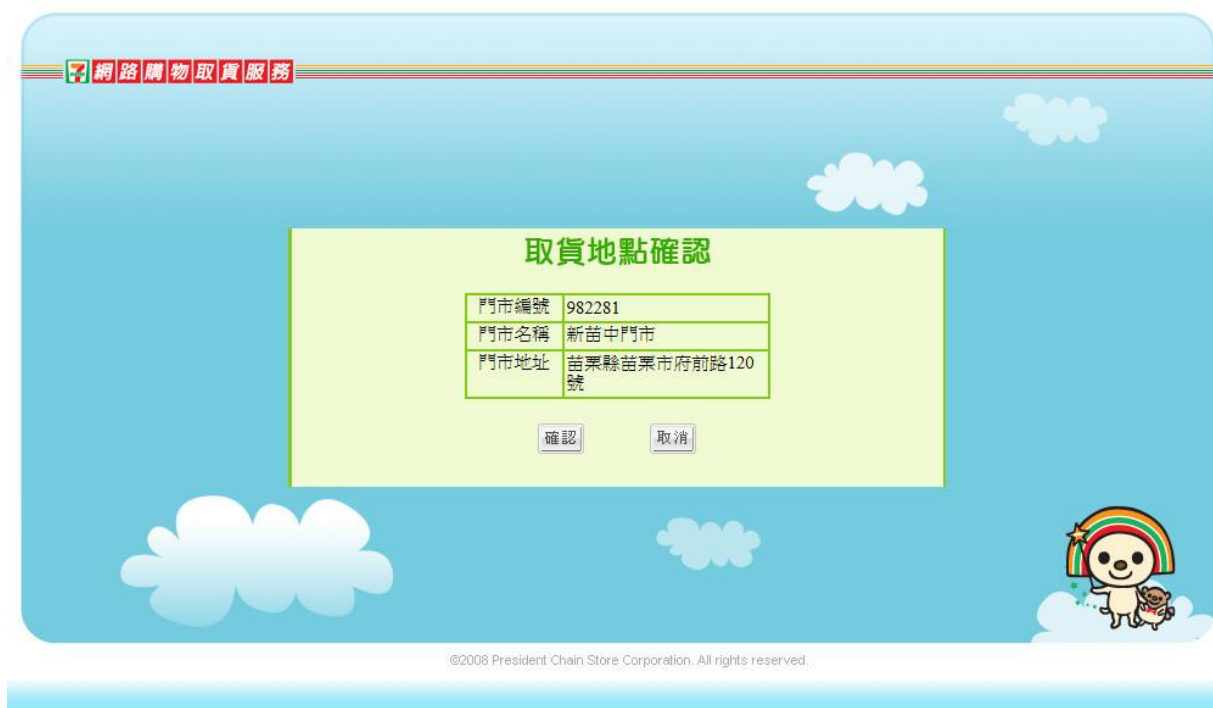 網路購物取貨服務
取貨地點確認
門市編號 982281
門市名稱 新苗中門市
門市地址 苗栗縣苗栗市府前路120
號
確認 取消
©2008 President Chain Store Corporation. All rights reserved.